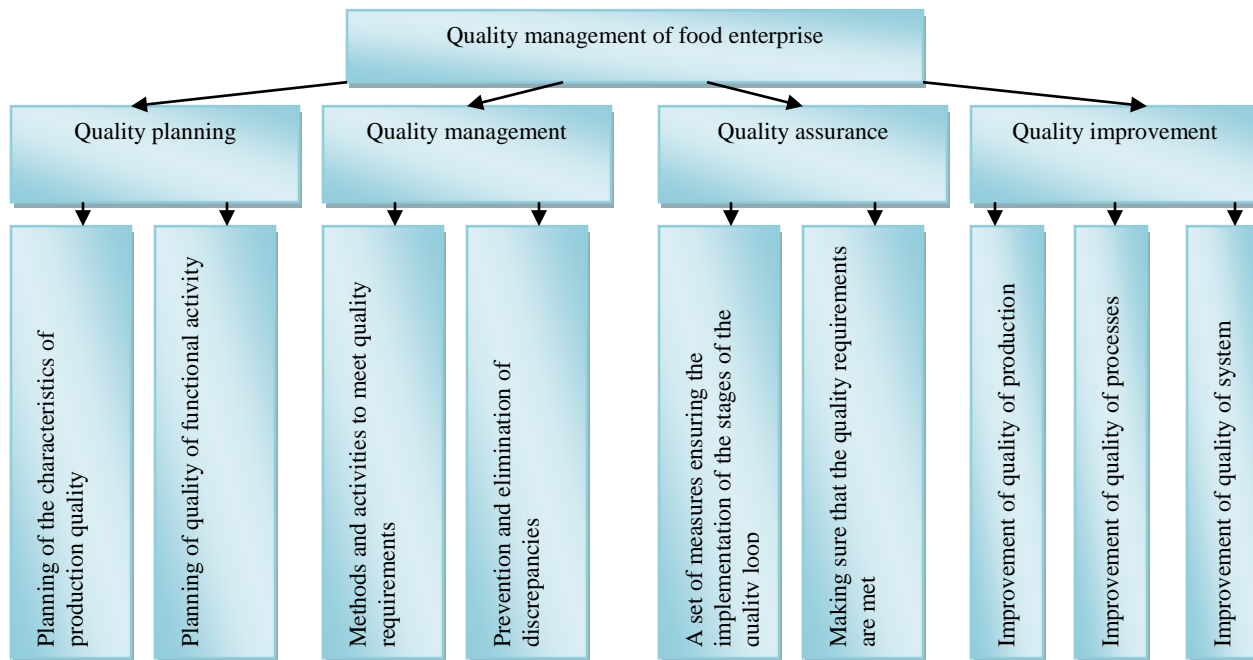 Quality management of food enterprise
Quality planning
Quality management
Quality assurance
Quality improvement
Planning of the characteristics of
production quality
Planning of quality of functional activity
Methods and activities to meet quality
requirements
Prevention and elimination of
discrepancies
A set of measures ensuring the
implementation of the stages of the
quality loop
Making sure that the quality requirements
are met
Improvement of quality of production
Improvement of quality of processes
Improvement of quality of system